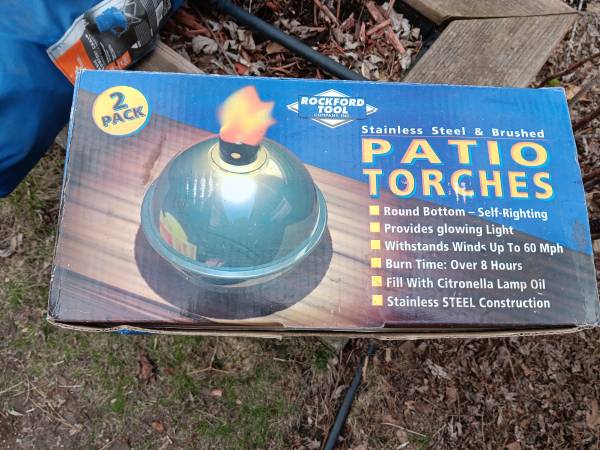 2
PACK
ROCKFORD
TOOL
COMPANY, INC.
Stainless Steel & Brushed
PATIO
TORCHES
Round Bottom – Self-Righting
Provides glowing Light
Withstands Winds Up To 60 Mph
Burn Time: Over 8 Hours
Fill With Citronella Lamp Oil
Stainless STEEL Construction